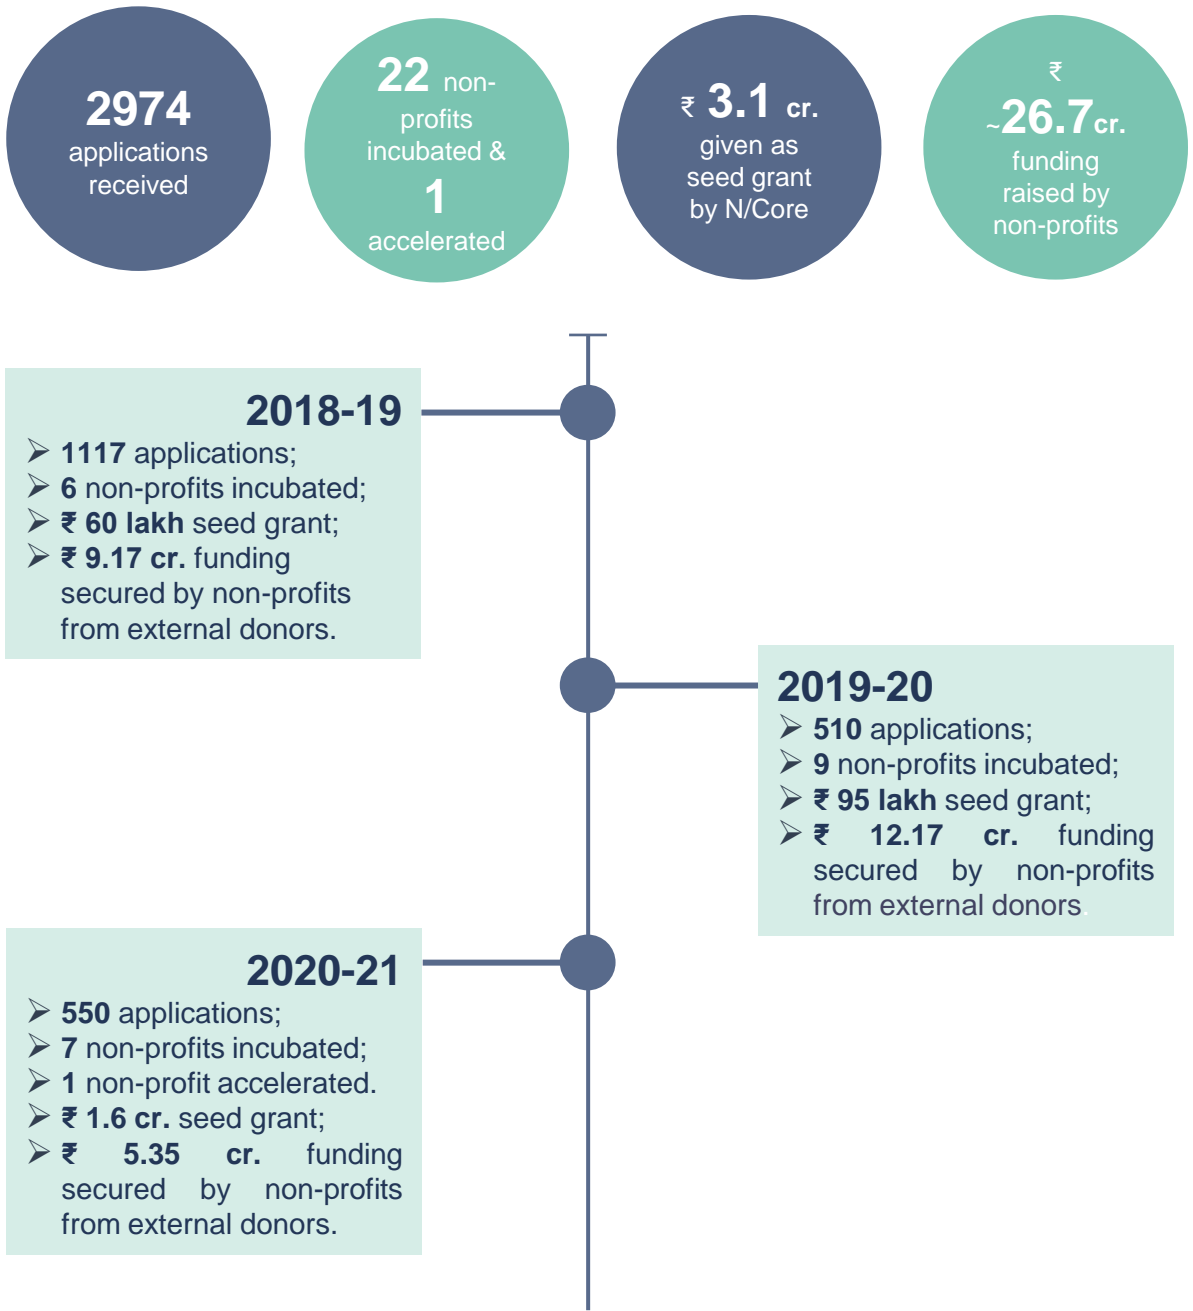 2974
applications
received
22 non-
profits
incubated &
1
accelerated
₹ 3.1 cr.
given as
seed grant
by N/Core
₹
~26.7cr.
funding
raised by
non-profits
2018-19
➢ 1117 applications;
➢ 6 non-profits incubated;
➢ ₹ 60 lakh seed grant;
➢ ₹ 9.17 cr. funding
secured by non-profits
from external donors.
2019-20
➢ 510 applications;
➢ 9 non-profits incubated;
➢ ₹ 95 lakh seed grant;
➢ ₹ 12.17 cr. funding
secured by non-profits
from external donors.
2020-21
➢ 550 applications;
➢ 7 non-profits incubated;
➢ 1 non-profit accelerated.
➢ ₹ 1.6 cr. seed grant;
➢ ₹ 5.35 cr. funding
secured by non-profits
from external donors.